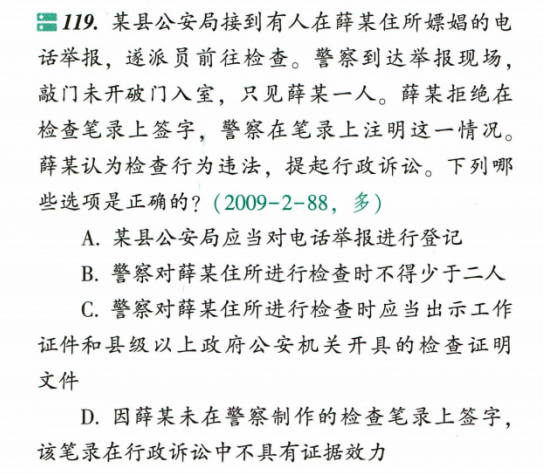 119. 某县公安局接到有人在薛某住所嫖娼的电
话举报，遂派员前往检查。警察到达举报现场，
敲门未开破门入室，只见薛某一人。薛某拒绝在
检查笔录上签字，警察在笔录上注明这一情况。
薛某认为检查行为违法，提起行政诉讼。下列哪
些选项是正确的？（2009-2-88，多）
A. 某县公安局应当对电话举报进行登记
B. 警察对薛某住所进行检查时不得少于二人
C. 警察对薛某住所进行检查时应当出示工作
证件和县级以上政府公安机关开具的检查证明
文件
D. 因薛某未在警察制作的检查笔录上签字，
该笔录在行政诉讼中不具有证据效力